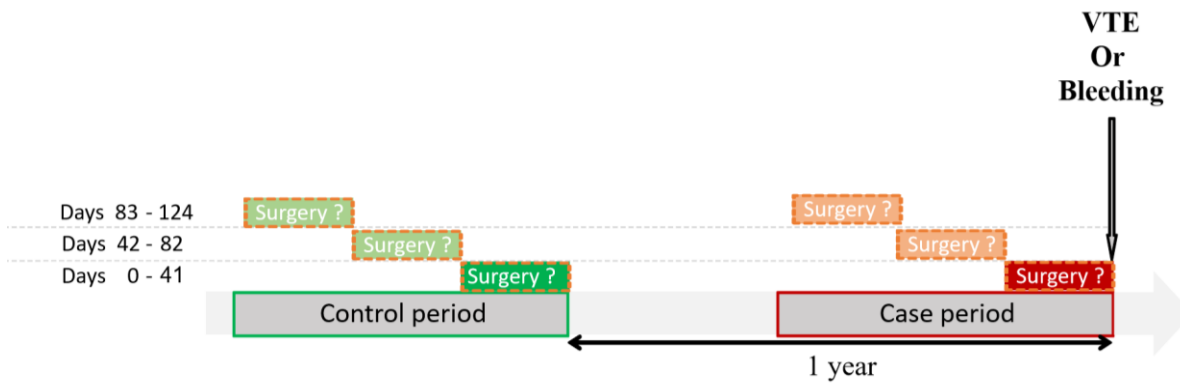 VTE
Or
Bleeding
Days 83 - 124
Surgery ?
Surgery ?
Days 42 - 82
Surgery ?
Surgery ?
Days 0 - 41
Surgery ?
Surgery ?
Control period
Case period
1 year